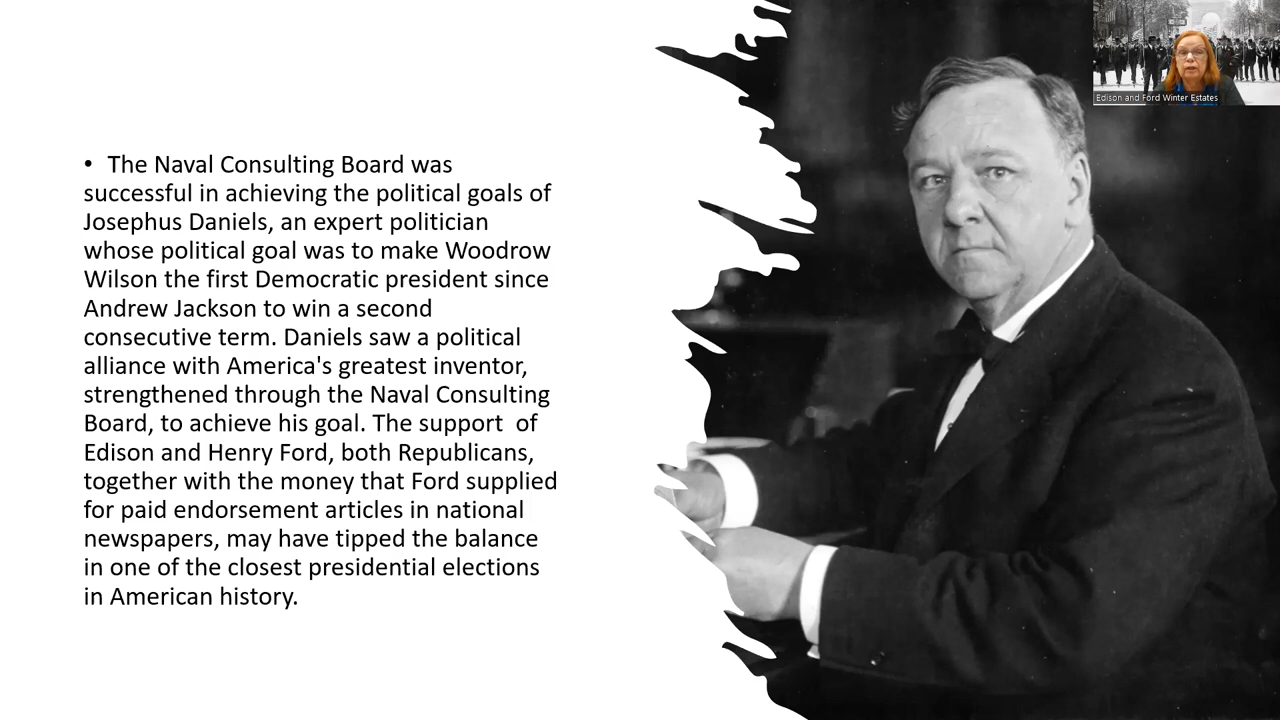 • The Naval Consulting Board was
successful in achieving the political goals of
Josephus Daniels, an expert politician
whose political goal was to make Woodrow
Wilson the first Democratic president since
Andrew Jackson to win a second
consecutive term. Daniels saw a political
alliance with America's greatest inventor,
strengthened through the Naval Consulting
Board, to achieve his goal. The support  of
Edison and Henry Ford, both Republicans,
together with the money that Ford supplied
for paid endorsement articles in national
newspapers, may have tipped the balance
in one of the closest presidential elections
in American history.
Edison and Ford Winter Estates